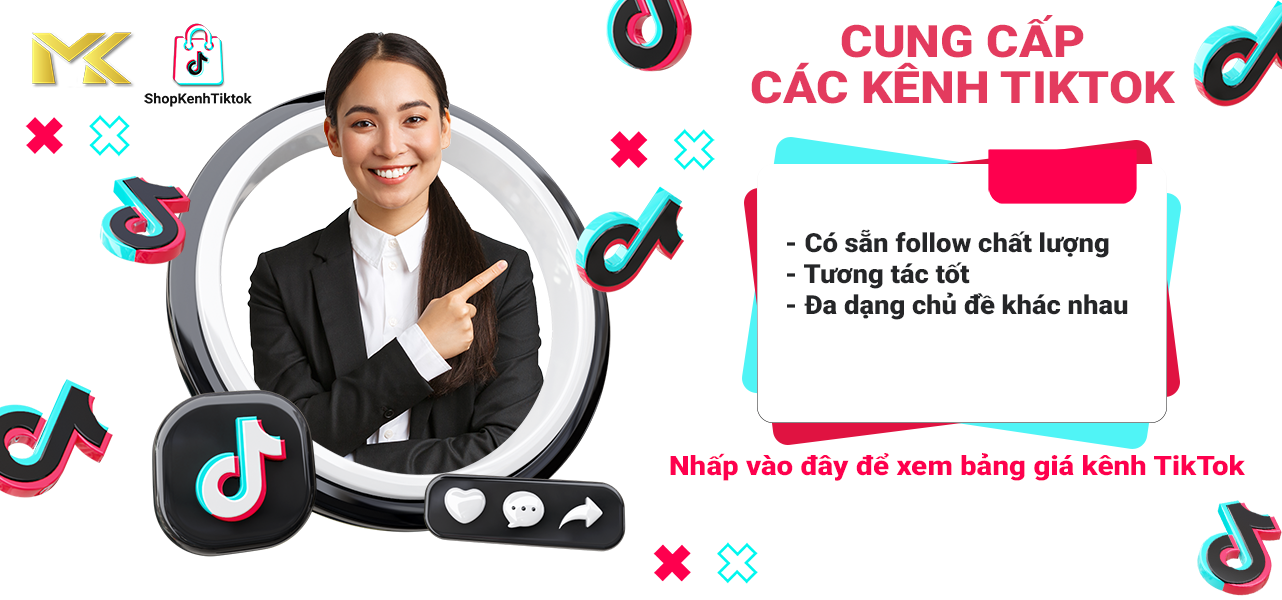 MK
ShopKenhTiktok
CUNG CẤP
CÁC KÊNH TIKTOK
- Có sẵn follow chất lượng
- Tương tác tốt
- Đa dạng chủ đề khác nhau
Nhấp vào đây để xem bảng giá kênh TikTok